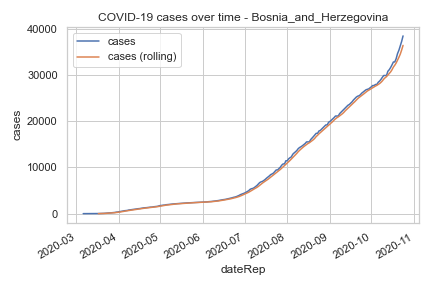 COVID-19 cases over time - Bosnia_and_Herzegovina
cases
cases (rolling)
40000
30000
20000
10000
0
cases
2020-03
2020-04
2020-05
2020-06
2020-07
2020-08
2020-09
2020-10
2020-11
dateRep